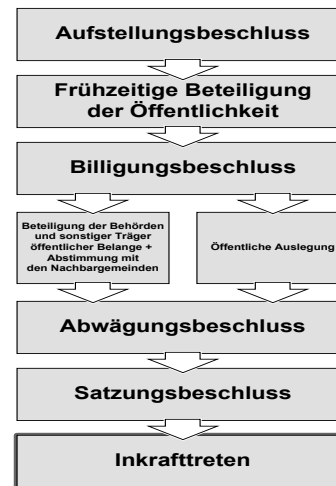 Aufstellungsbeschluss
Frühzeitige Beteiligung
der Öffentlichkeit
Billigungsbeschluss
Beteiligung der Behörden
und sonstiger Träger
öffentlicher Belange +
Abstimmung mit
den Nachbargemeinden
Öffentliche Auslegung
Abwägungsbeschluss
Satzungsbeschluss
Inkrafttreten